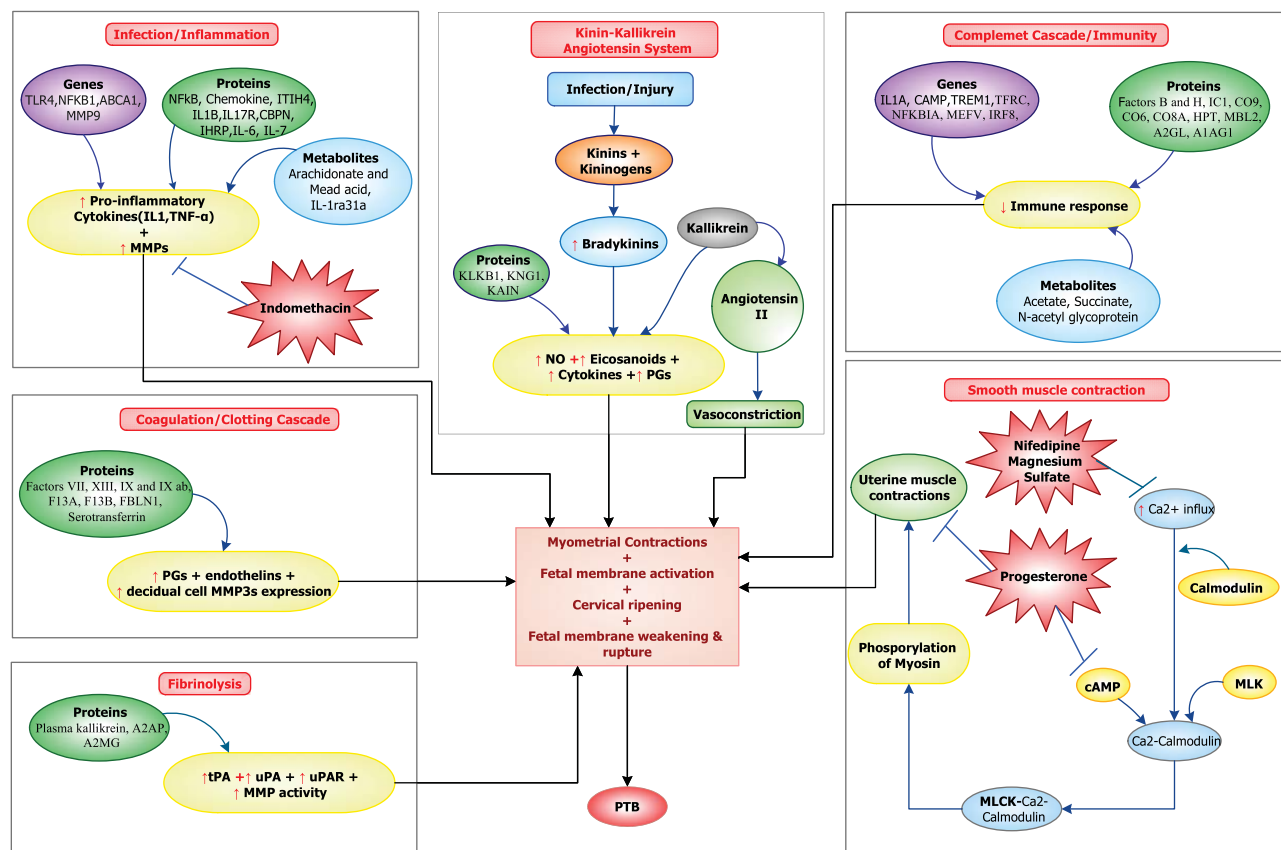 Infection/Inflammation
Genes
TLR4,NFKB1,ABCA1,
MMP9
Proteins
NFkB, Chemokine, ITIH4,
IL1B,IL17R,CBPN,
IHRP,IL-6, IL-7
Metabolites
Arachidonate and
Mead acid,
IL-1ra31a
↑ Pro-inflammatory
Cytokines(IL1,TNF-α)
+
↑ MMPs
Indomethacin
Kinin-Kallikrein
Angiotensin System
Infection/Injury
Kinins +
Kininogens
↑ Bradykinins
Kallikrein
Proteins
KLKB1, KNG1,
KAIN
Angiotensin
II
↑ NO +↑ Eicosanoids +
↑ Cytokines +↑ PGs
Vasoconstriction
Complemet Cascade/Immunity
Genes
IL1A, CAMP,TREM1,TFRC,
NFKBIA, MEFV, IRF8,
Proteins
Factors B and H, IC1, CO9,
CO6, CO8A, HPT, MBL2,
A2GL, A1AG1
↓ Immune response
Metabolites
Acetate, Succinate,
N-acetyl glycoprotein
Coagulation/Clotting Cascade
Proteins
Factors VII, XIII, IX and IX ab,
F13A, F13B, FBLN1,
Serotransferrin
↑ PGs + endothelins +
↑ decidual cell MMP3s expression
Fibrinolysis
Proteins
Plasma kallikrein, A2AP,
A2MG
↑tPA +↑ uPA + ↑ uPAR +
↑ MMP activity
Myometrial Contractions
+
Fetal membrane activation
+
Cervical ripening
+
Fetal membrane weakening &
rupture
PTB
Smooth muscle contraction
Nifedipine
Magnesium
Sulfate
Uterine muscle
contractions
↑ Ca2+ influx
Progesterone
Calmodulin
Phosporylation
of Myosin
cAMP
MLK
Ca2-Calmodulin
MLCK-Ca2-
Calmodulin